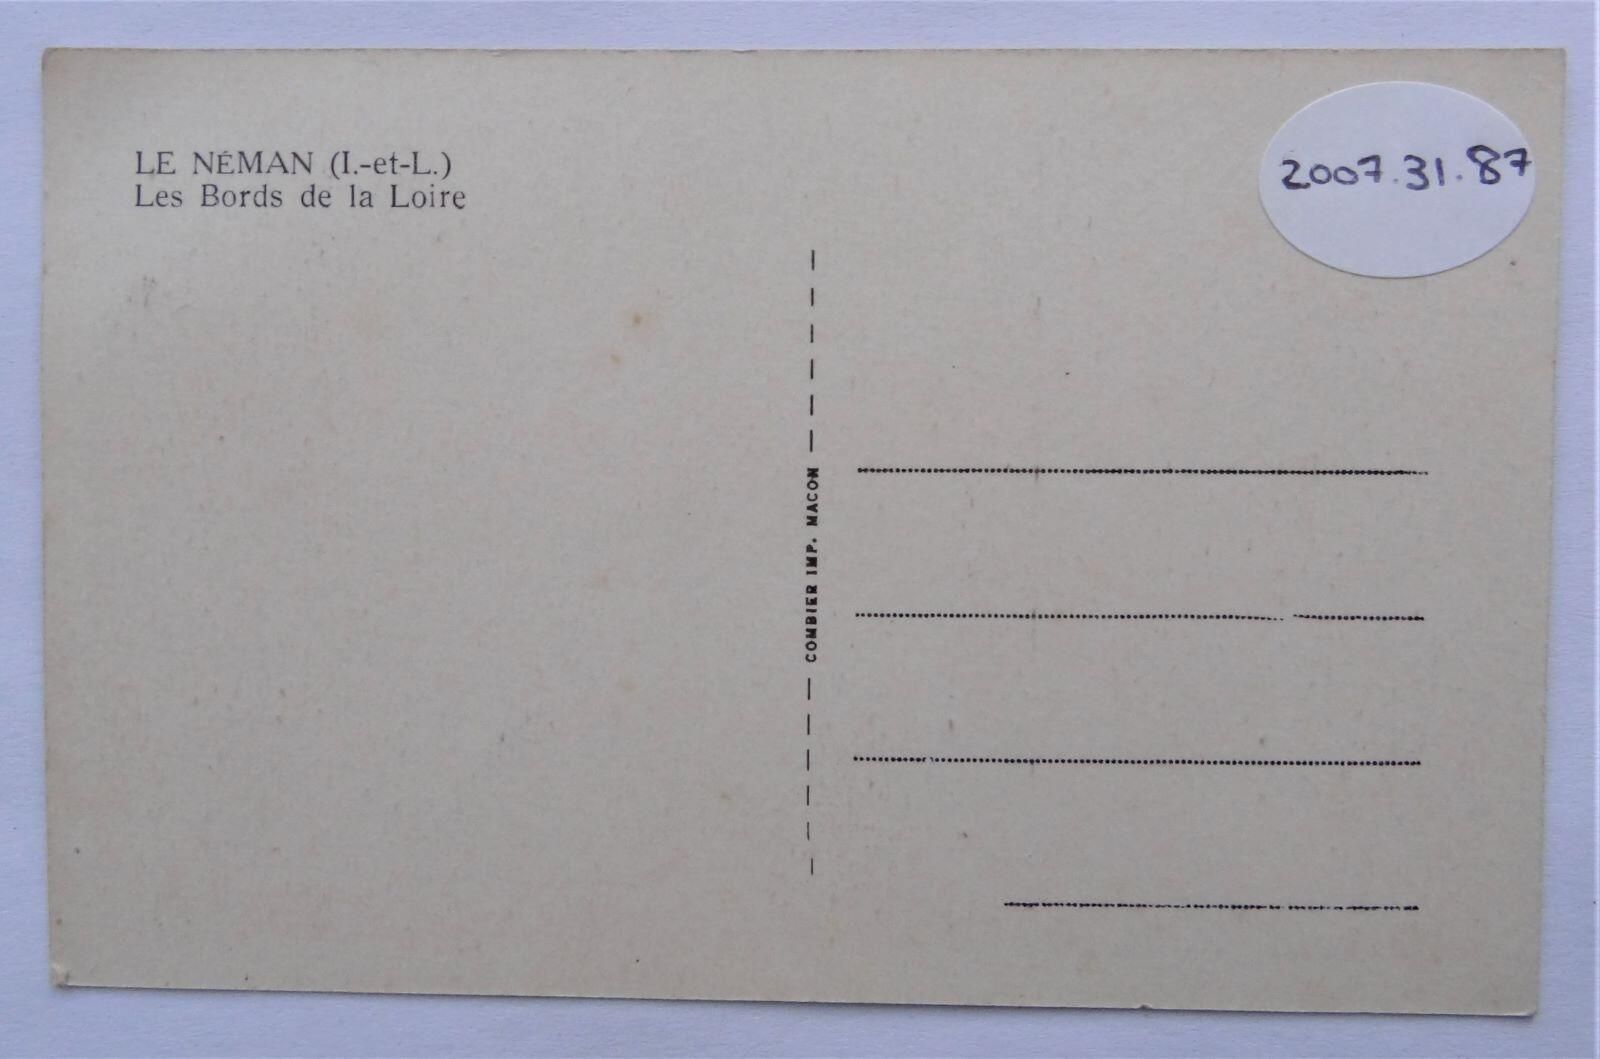 LE NÉMAN (I.-et-L.)
Les Bords de la Loire
2007.31.87
COMBIER IMP. MACON